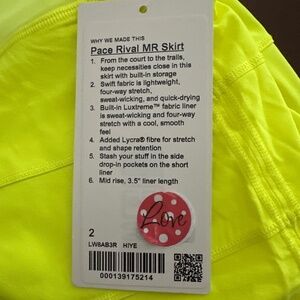 WHY WE MADE THIS
Pace Rival MR Skirt
1. From the court to the trails,
keep necessities close in this
skirt with built-in storage
2. Swift fabric is lightweight,
four-way stretch,
sweat-wicking, and quick-drying
3. Built-in Luxtreme™ fabric liner
is sweat-wicking and four-way
stretch with a cool, smooth
feel
4. Added Lycra® fibre for stretch
and shape retention
5. Stash your stuff in the side
drop-in pockets on the short
liner
6. Mid rise, 3.5" liner length
Love
2
LW8AB3R HIYE
000139175214